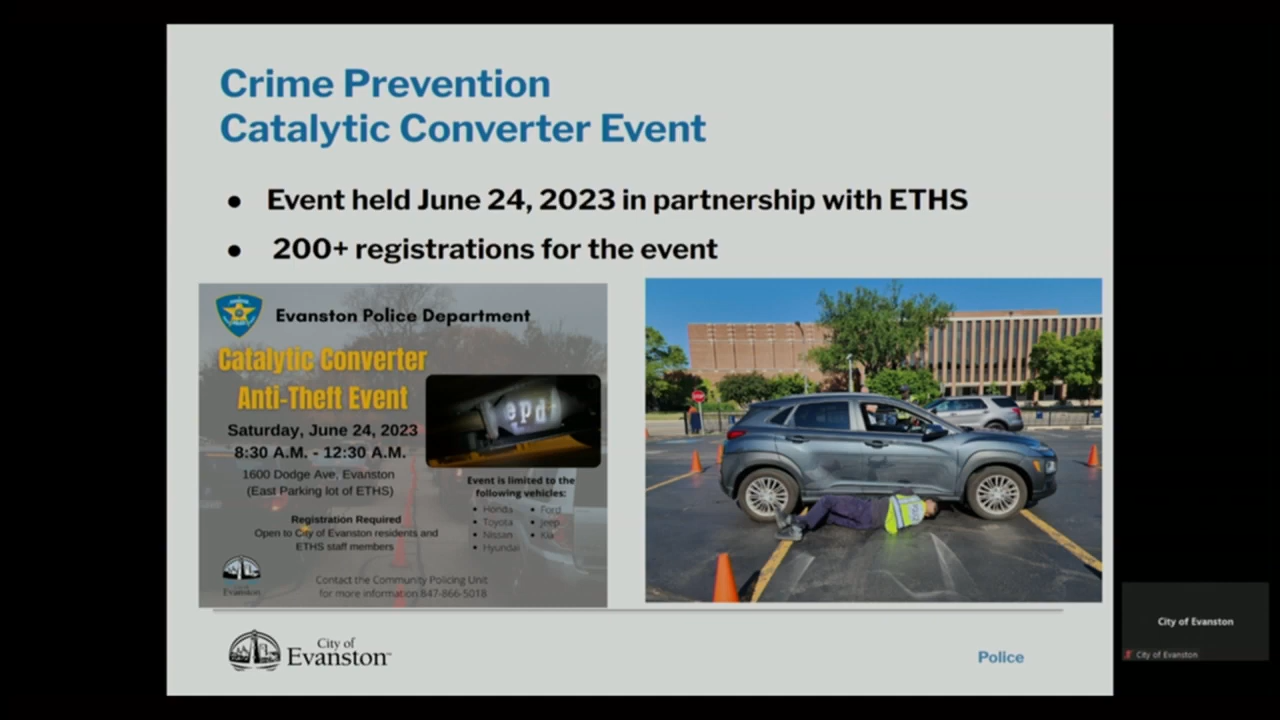 Crime Prevention
Catalytic Converter Event
● Event held June 24, 2023 in partnership with ETHS
● 200+ registrations for the event
Evanston Police Department
Catalytic Converter
Anti-Theft Event
Saturday, June 24, 2023
8:30 A.M. - 12:30 A.M.
1600 Dodge Ave, Evanston
(East Parking lot of ETHS)
Registration Required
Open to City of Evanston residents and
ETHS staff members
epd
Event is limited to the
following vehicles:
• Honda
• Toyota
• Nissan
• Hyundai
• Ford
• Jeep
• Kia
Evanston
Contact the Community Policing Unit
for more information 847-866-5018
City of
Evanston™
Police
City of Evanston
City of Evanston